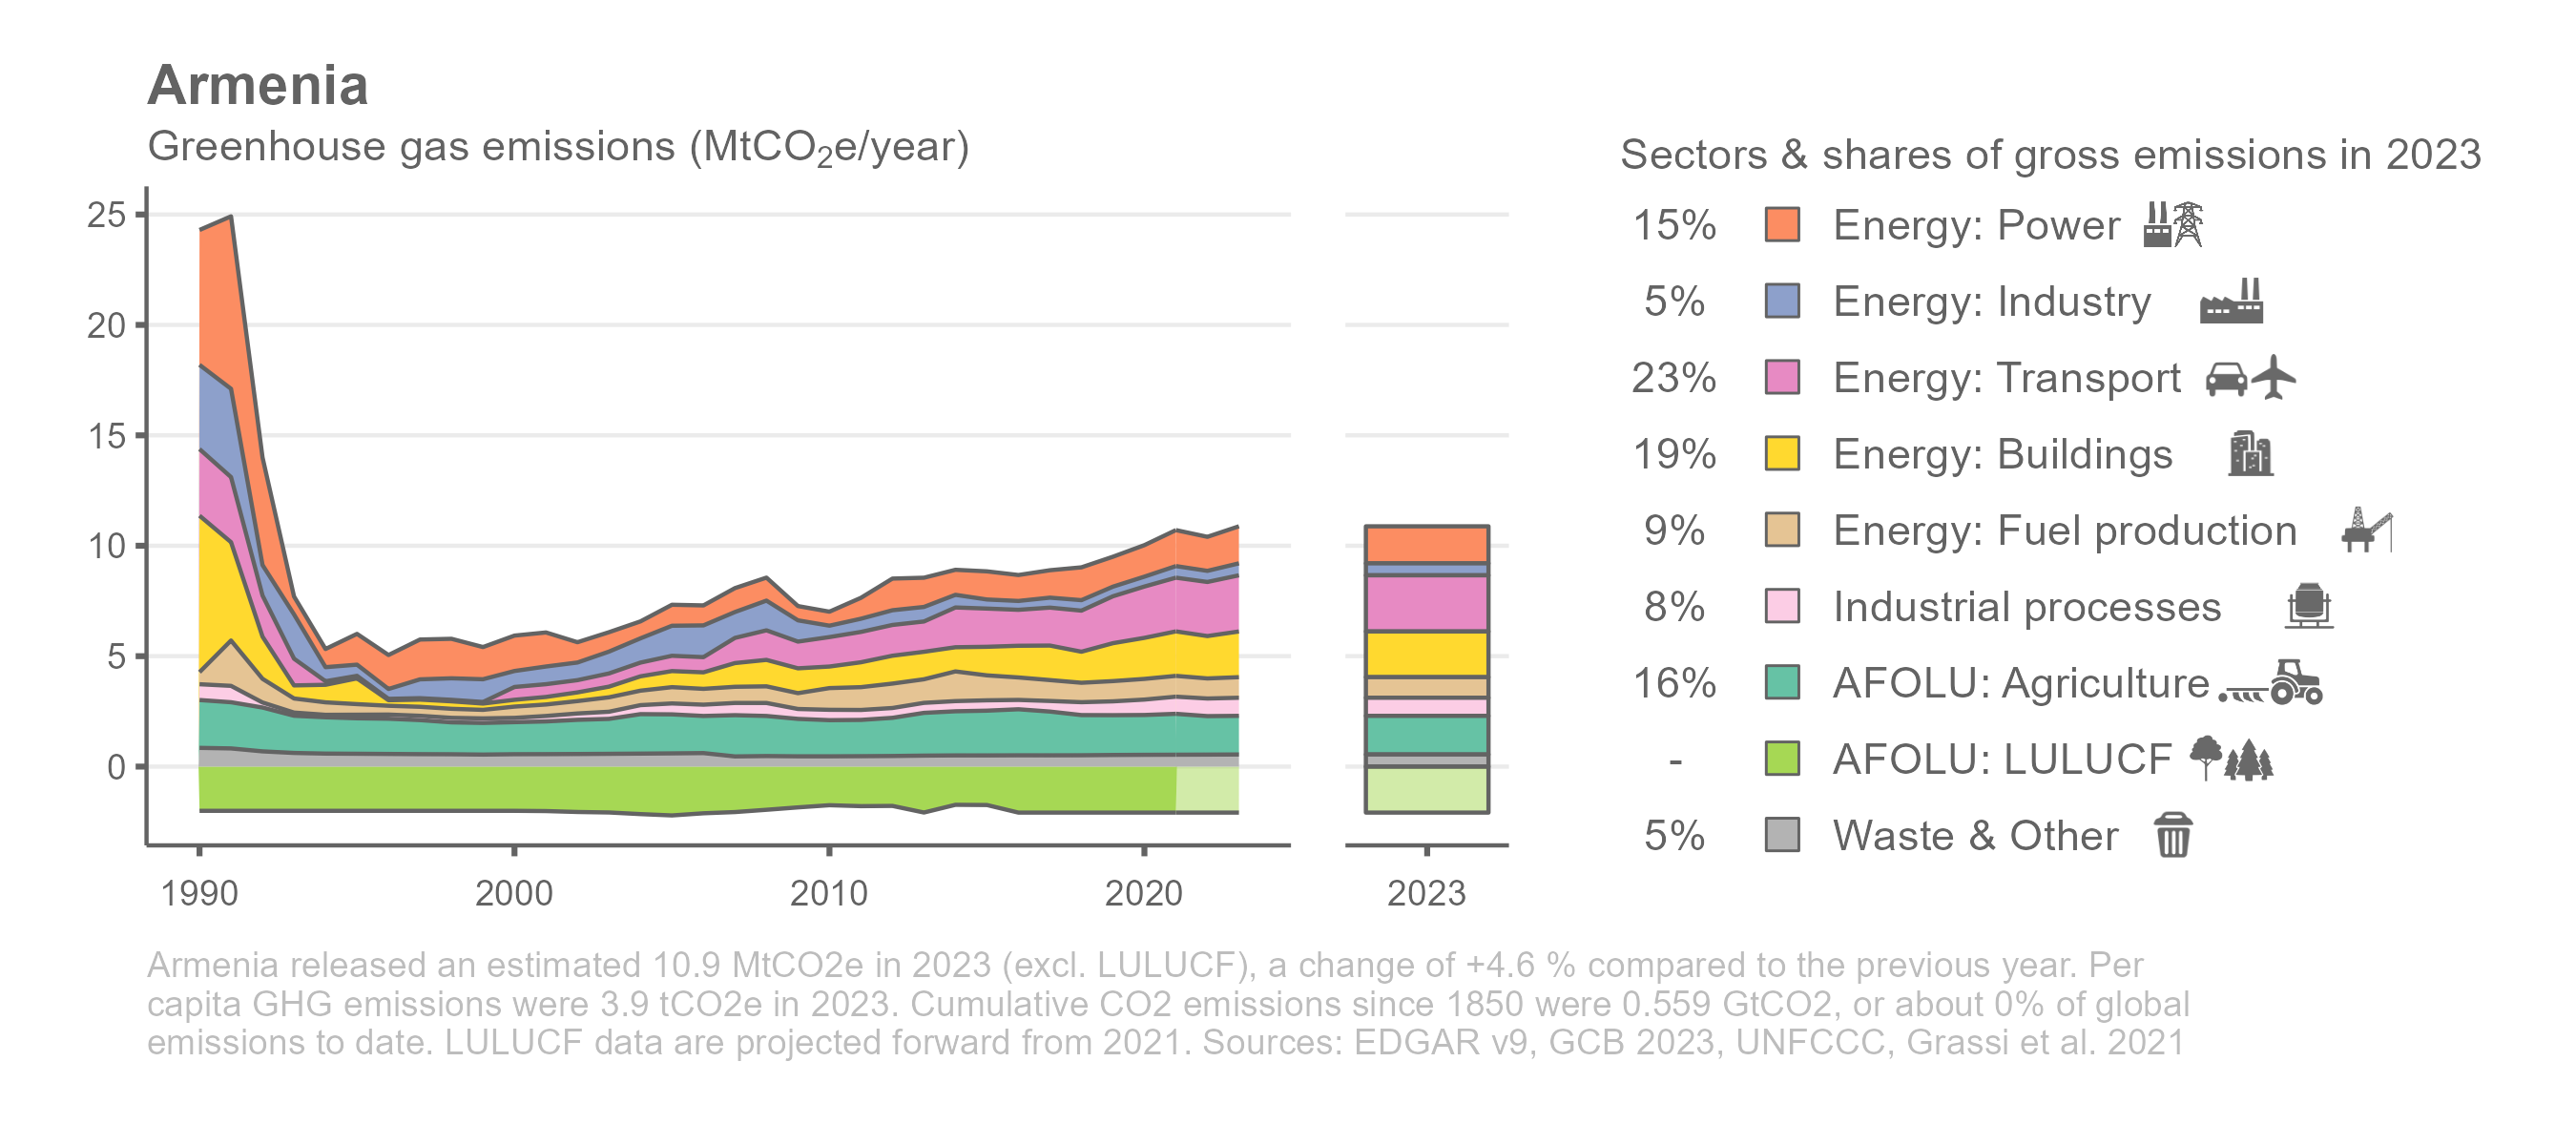 Armenia
Greenhouse gas emissions (MtCO₂e/year)
Sectors & shares of gross emissions in 2023
25
20
15
10
5
0
1990
2000
2010
2020
2023
15% Energy: Power
5% Energy: Industry
23% Energy: Transport
19% Energy: Buildings
9% Energy: Fuel production
8% Industrial processes
16% AFOLU: Agriculture
- AFOLU: LULUCF
5% Waste & Other
Armenia released an estimated 10.9 MtCO2e in 2023 (excl. LULUCF), a change of +4.6 % compared to the previous year. Per
capita GHG emissions were 3.9 tCO2e in 2023. Cumulative CO2 emissions since 1850 were 0.559 GtCO2, or about 0% of global
emissions to date. LULUCF data are projected forward from 2021. Sources: EDGAR v9, GCB 2023, UNFCCC, Grassi et al. 2021